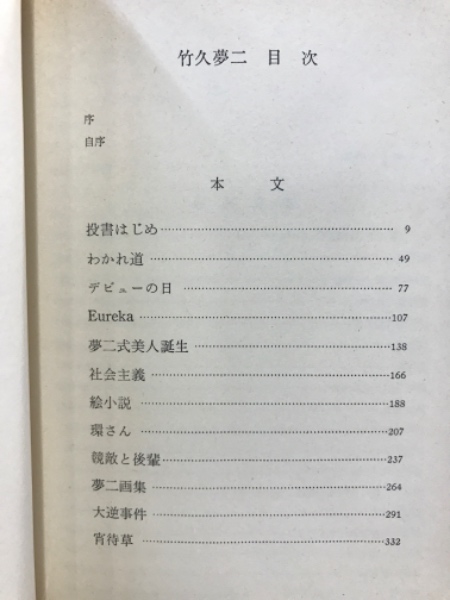 竹久夢二 目次
序
自序
本文
投書はじめ……9
わかれ道……49
デビューの日……77
Eureka……107
夢二式美人誕生……138
社会主義……166
絵小説……188
環さん……207
競敵と後輩……237
夢二画集……264
大逆事件……291
宵待草……332